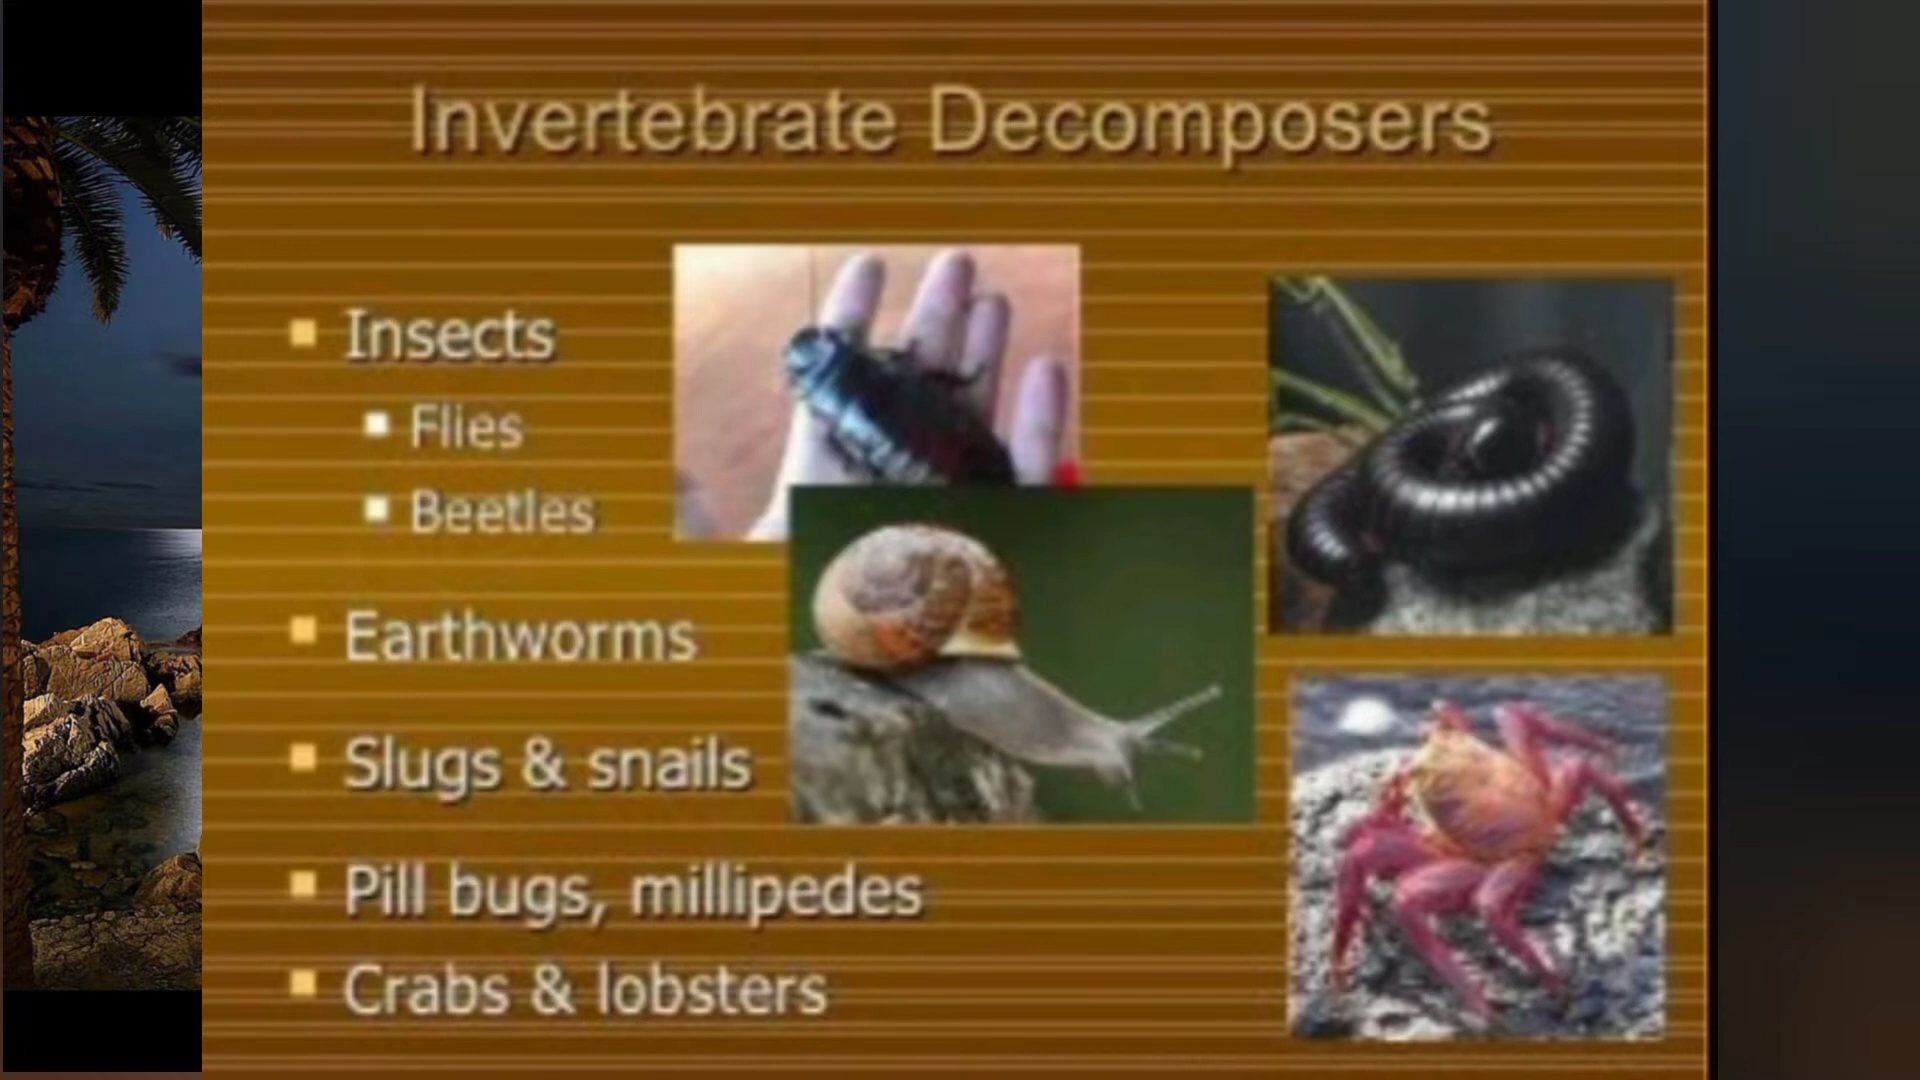 Invertebrate Decomposers
Insects
Flies
Beetles
Earthworms
Slugs & snails
Pill bugs, millipedes
Crabs & lobsters